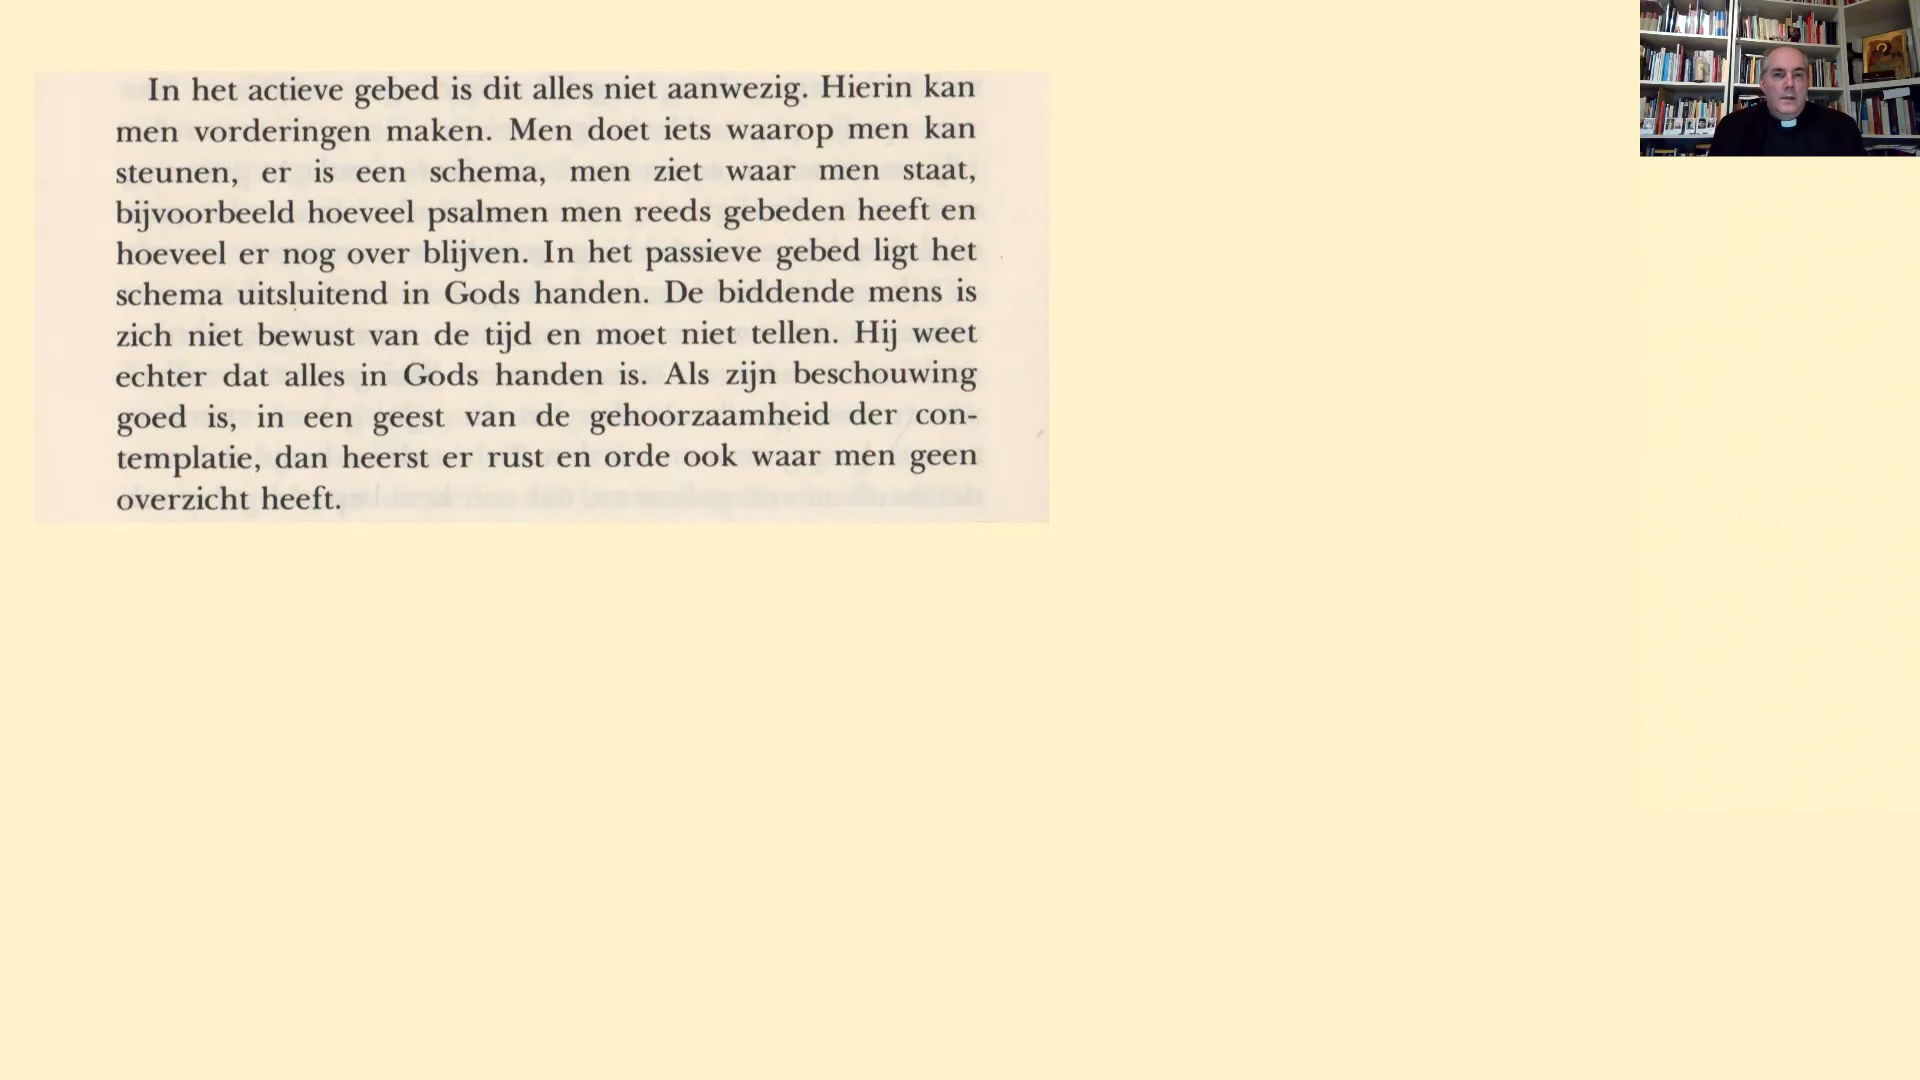 In het actieve gebed is dit alles niet aanwezig. Hierin kan
men vorderingen maken. Men doet iets waarop men kan
steunen, er is een schema, men ziet waar men staat,
bijvoorbeeld hoeveel psalmen men reeds gebeden heeft en
hoeveel er nog over blijven. In het passieve gebed ligt het
schema uitsluitend in Gods handen. De biddende mens is
zich niet bewust van de tijd en moet niet tellen. Hij weet
echter dat alles in Gods handen is. Als zijn beschouwing
goed is, in een geest van de gehoorzaamheid der con-
templatie, dan heerst er rust en orde ook waar men geen
overzicht heeft.